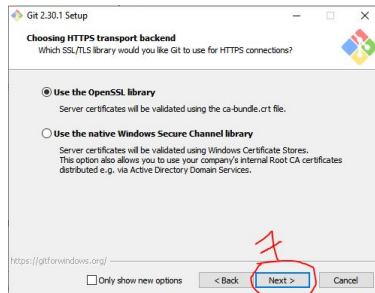 Git 2.30.1 Setup
Choosing HTTPS transport backend
Which SSL/TLS library would you like Git to use for HTTPS connections?
Use the OpenSSL library
Server certificates will be validated using the ca-bundle.crt file.
Use the native Windows Secure Channel library
Server certificates will be validated using Windows Certificate Stores.
This option also allows you to use your company's internal Root CA certificates
distributed e.g. via Active Directory Domain Services.
7
https://gitforwindows.org/
Only show new options < Back Next > Cancel